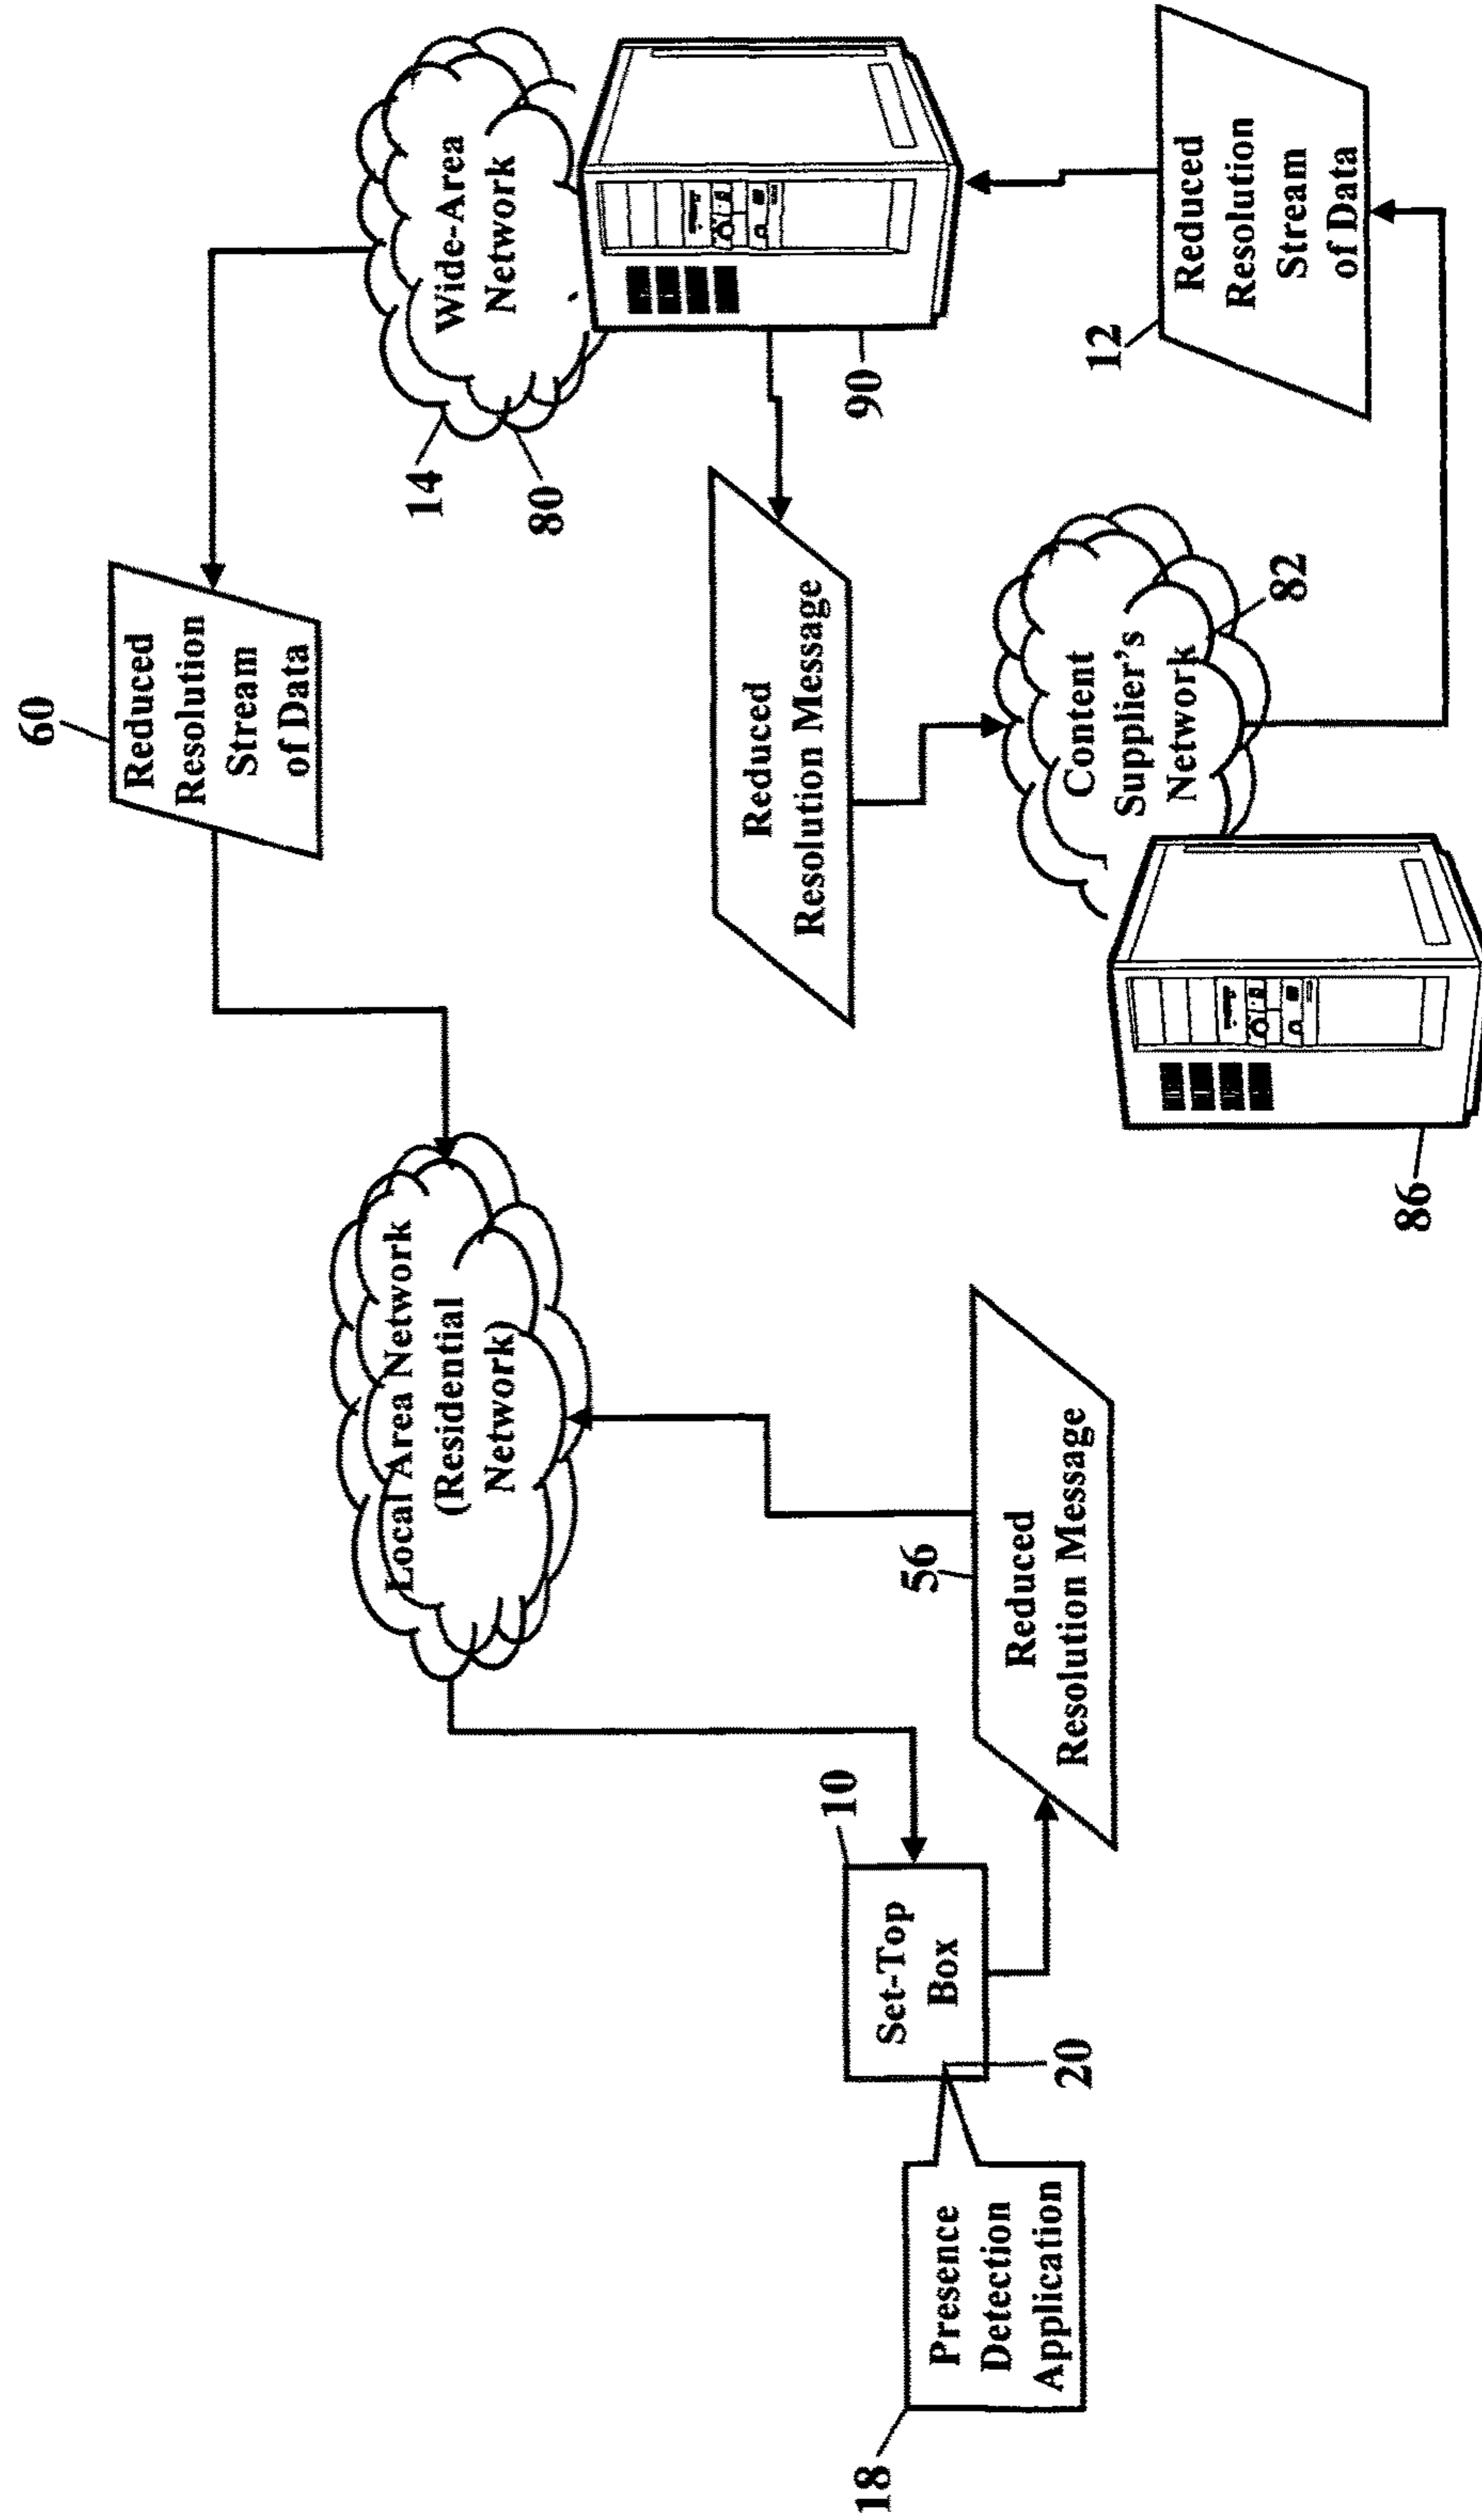 60
Reduced
Resolution
Stream
of Data
Wide-Area
Network
14
80
90
Local Area Network
(Residential
Network)
Reduced
Resolution Message
Content
Supplier's
Network
82
86
12
Reduced
Resolution
Stream
of Data
10
Set-Top
Box
20
56
Reduced
Resolution Message
18
Presence
Detection
Application